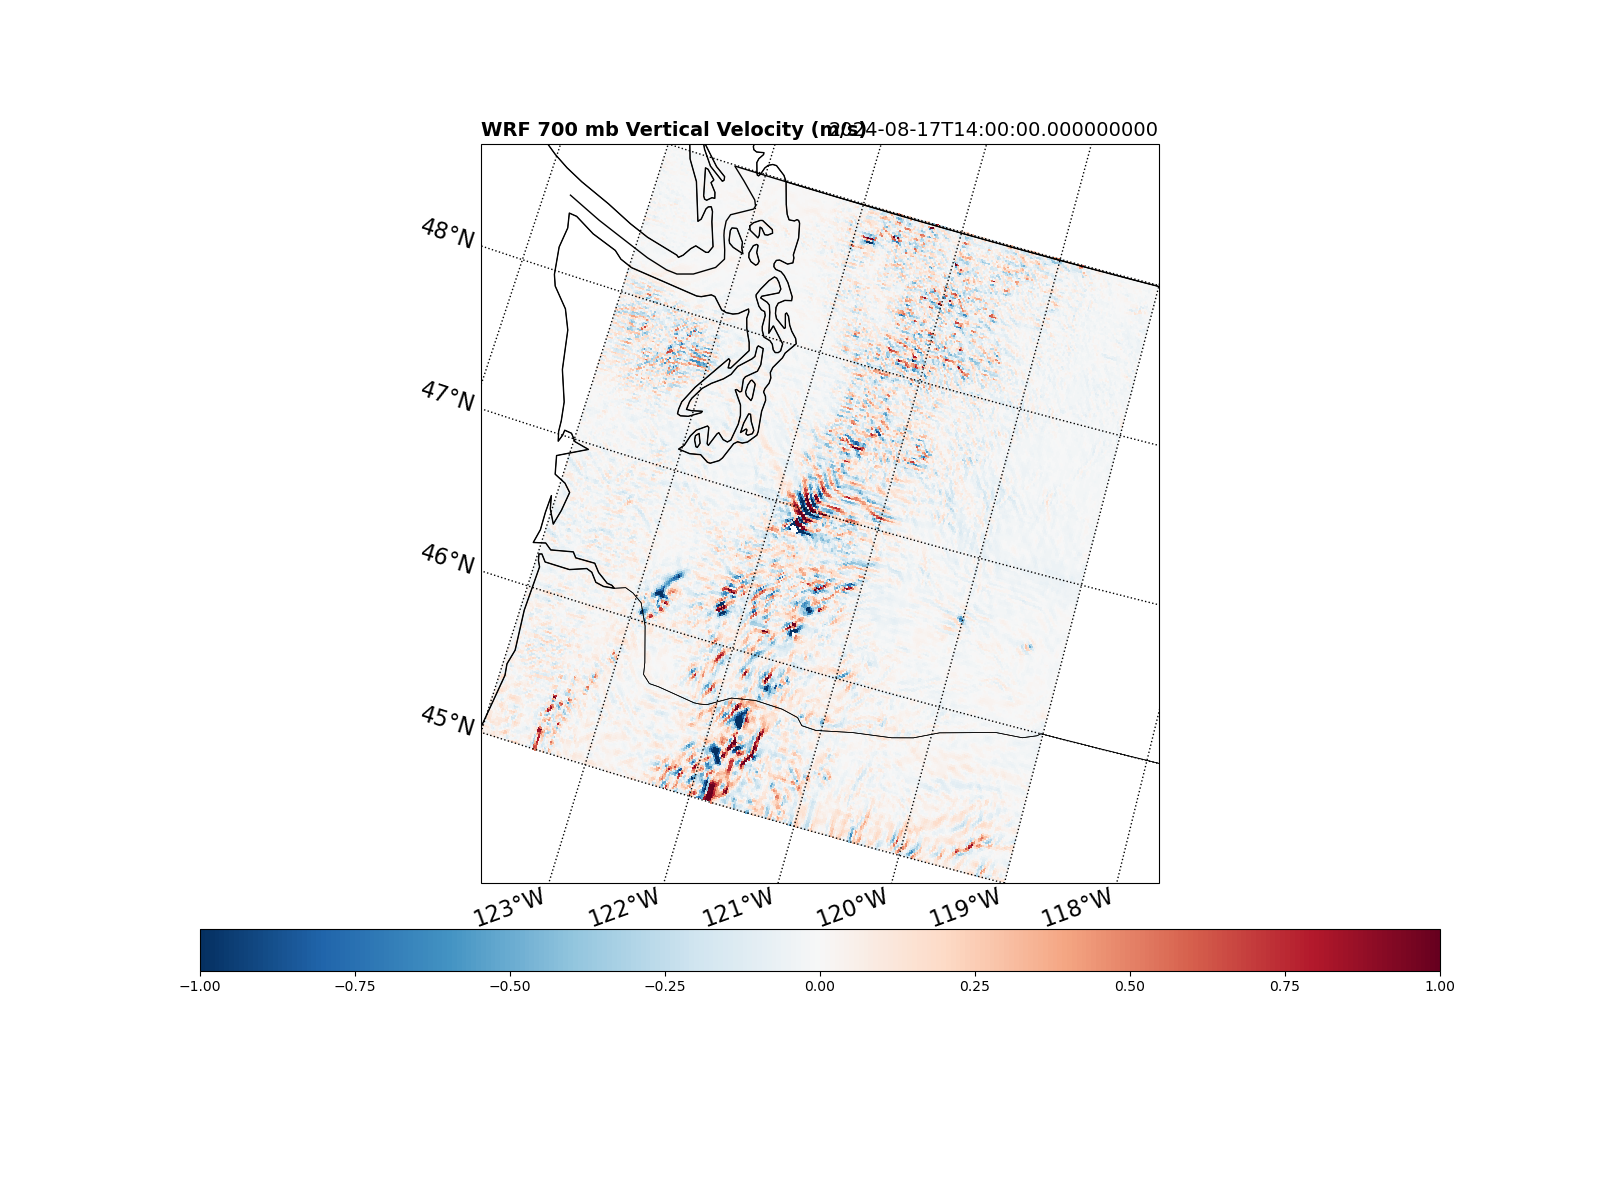 WRF 700 mb Vertical Velocity (m/s) 2024-08-17T14:00:00.000000000
48°N
47°N
46°N
45°N
123°W 122°W 121°W 120°W 119°W 118°W
−1.00 −0.75 −0.50 −0.25 0.00 0.25 0.50 0.75 1.00